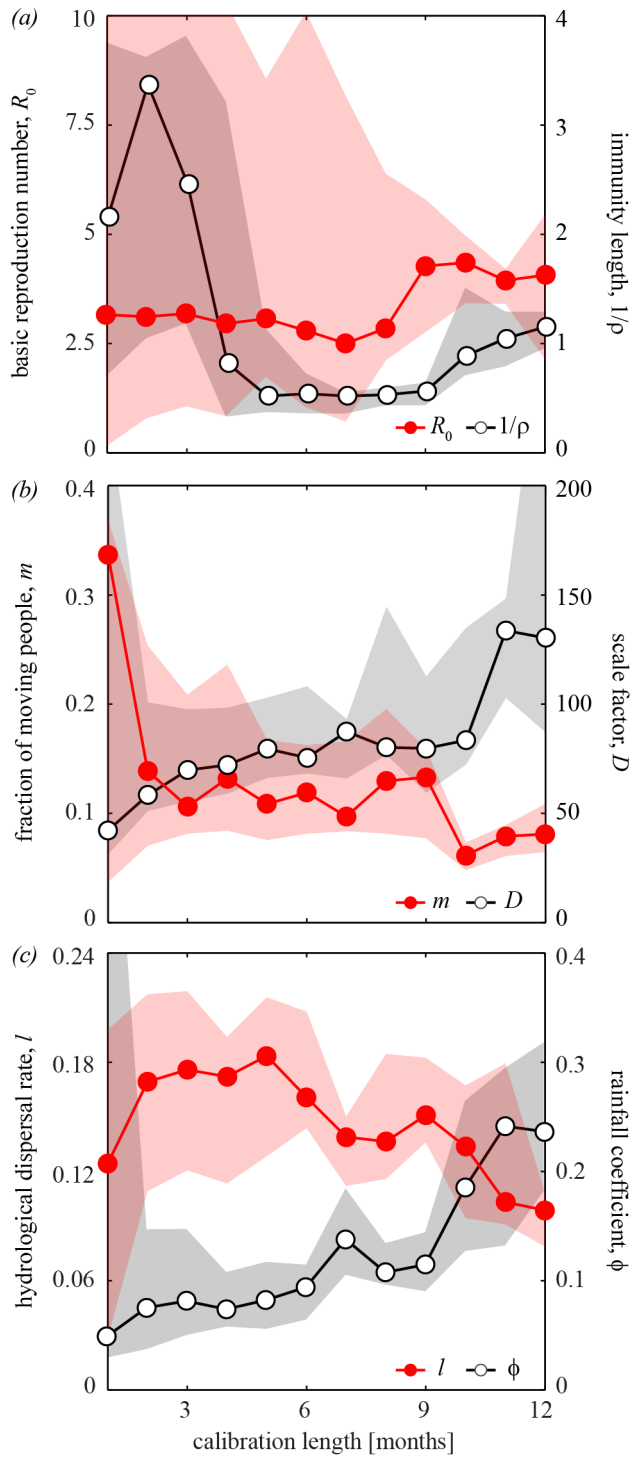 (a)
10
7.5
5
2.5
0
basic reproduction number, R0
4
3
2
1
0
immunity length, 1/ρ
R0 1/ρ
(b)
0.4
0.3
0.2
0.1
0
fraction of moving people, m
200
150
100
50
0
scale factor, D
m D
(c)
0.24
0.18
0.12
0.06
0
hydrological dispersal rate, l
0.4
0.3
0.2
0.1
0
rainfall coefficient, ϕ
l ϕ
3 6 9 12
calibration length [months]